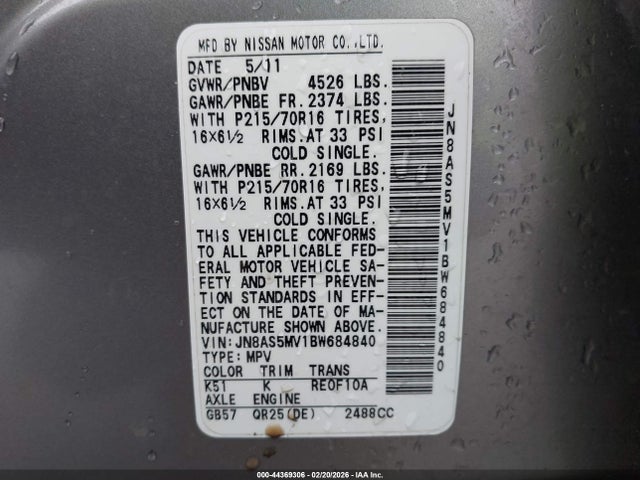 MFD BY NISSAN MOTOR CO.,LTD.
DATE 5/11
GVWR/PNBV 4526 LBS.
GAWR/PNBE FR. 2374 LBS.
WITH P215/70R16 TIRES,
16X6½ RIMS.AT 33 PSI
COLD SINGLE.
GAWR/PNBE RR. 2169 LBS.
WITH P215/70R16 TIRES,
16X6½ RIMS.AT 33 PSI
COLD SINGLE.
THIS VEHICLE CONFORMS
TO ALL APPLICABLE FED-
ERAL MOTOR VEHICLE SA-
FETY AND THEFT PREVEN-
TION STANDARDS IN EFF-
ECT ON THE DATE OF MA-
NUFACTURE SHOWN ABOVE.
VIN:JN8AS5MV1BW684840
TYPE:MPV
COLOR TRIM TRANS
K51 K RE0F10A
AXLE ENGINE
GB57 QR25(DE) 2488CC
JN8AS5MV1BW684840
000-44369306 - 02/20/2026 - IAA Inc.